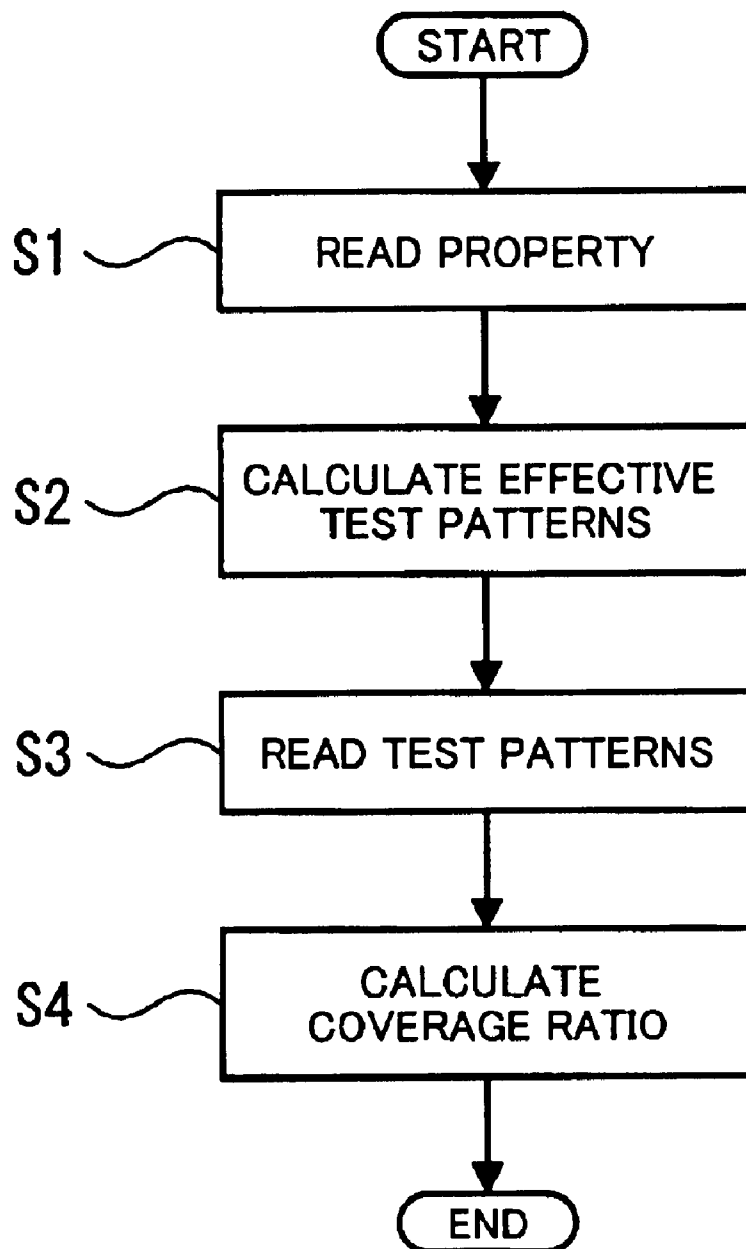 START
S1
READ PROPERTY
S2
CALCULATE EFFECTIVE
TEST PATTERNS
S3
READ TEST PATTERNS
S4
CALCULATE
COVERAGE RATIO
END